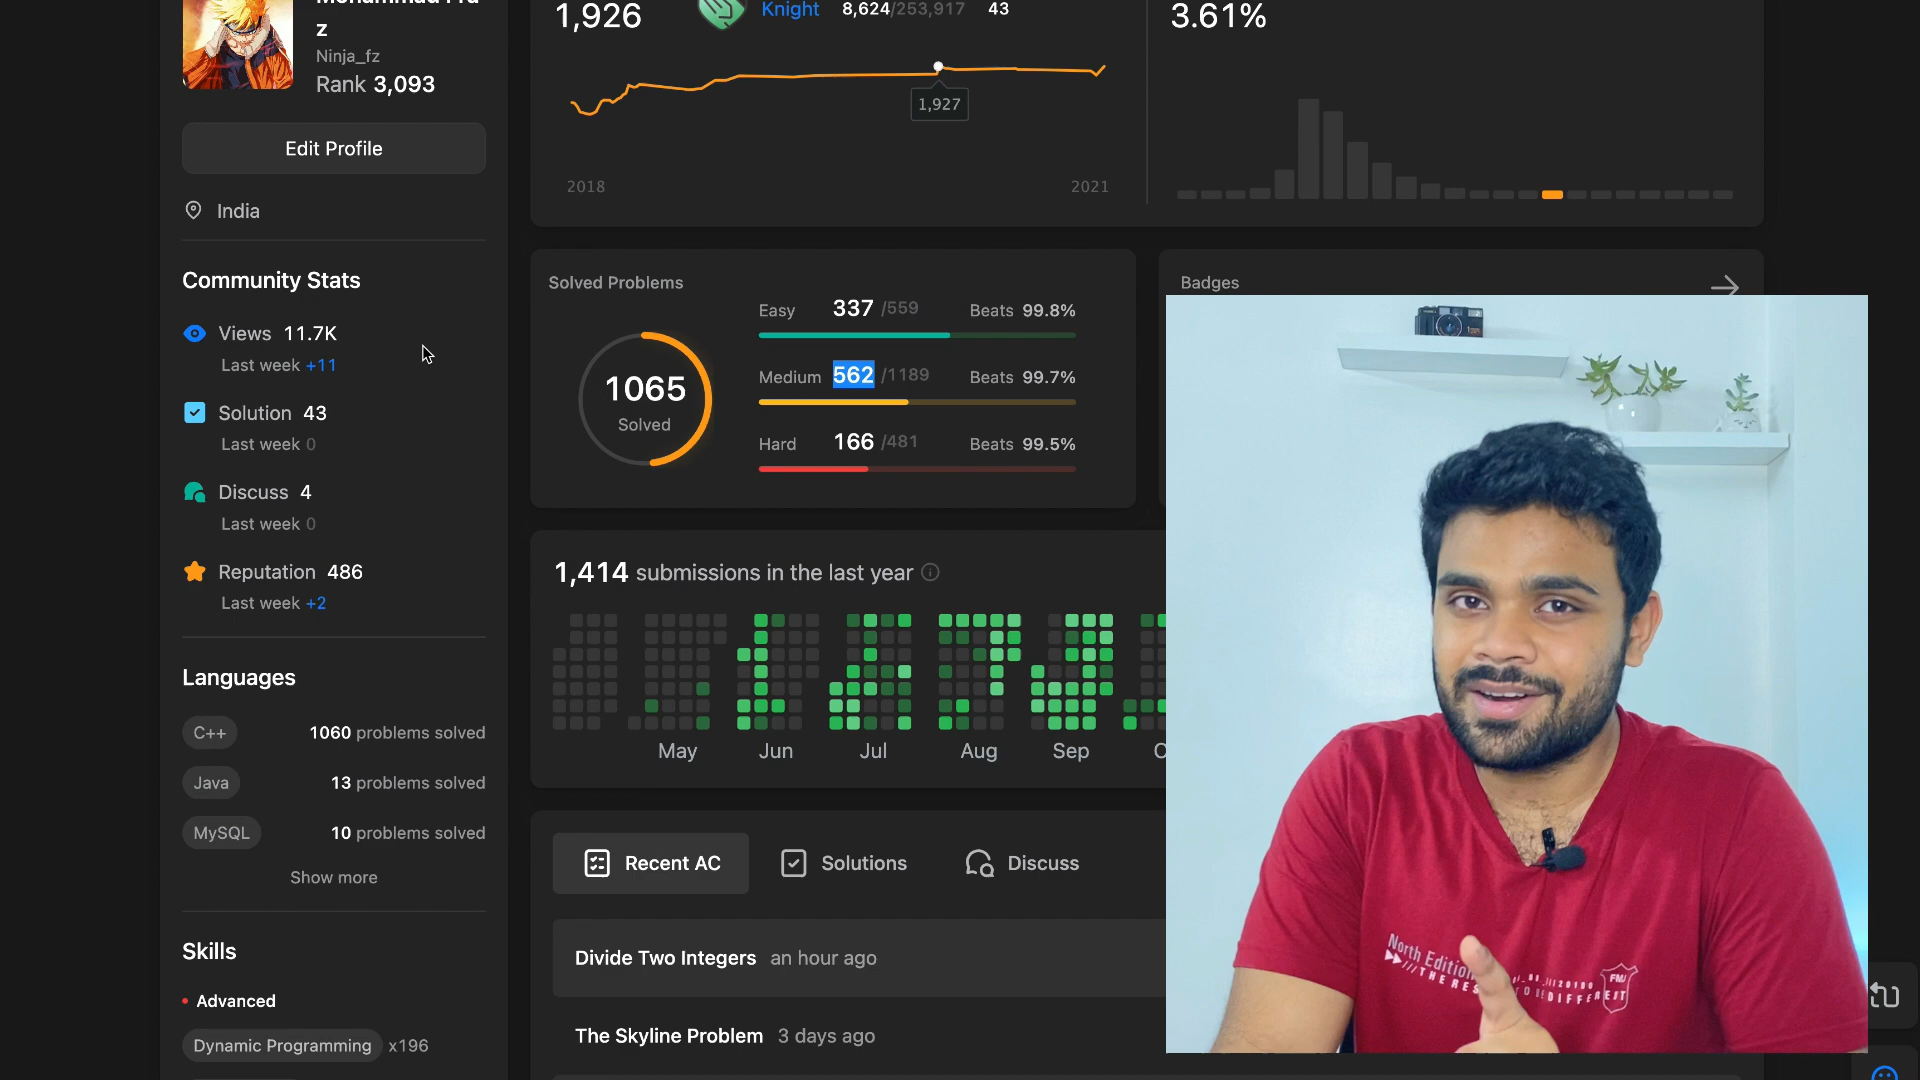 Ninja_fz
Rank 3,093
Edit Profile
India
Community Stats
Views 11.7K
Last week +11
Solution 43
Last week 0
Discuss 4
Last week 0
Reputation 486
Last week +2
Languages
C++ 1060 problems solved
Java 13 problems solved
MySQL 10 problems solved
Show more
Skills
Advanced
Dynamic Programming x196
1,926
Knight 8,624/253,917 43
1,927
2018 2021
3.61%
Solved Problems
1065
Solved
Easy 337 /559 Beats 99.8%
Medium 562 /1189 Beats 99.7%
Hard 166 /481 Beats 99.5%
Badges
1,414 submissions in the last year
May Jun Jul Aug Sep
Recent AC Solutions Discuss
Divide Two Integers an hour ago
The Skyline Problem 3 days ago
North Edition